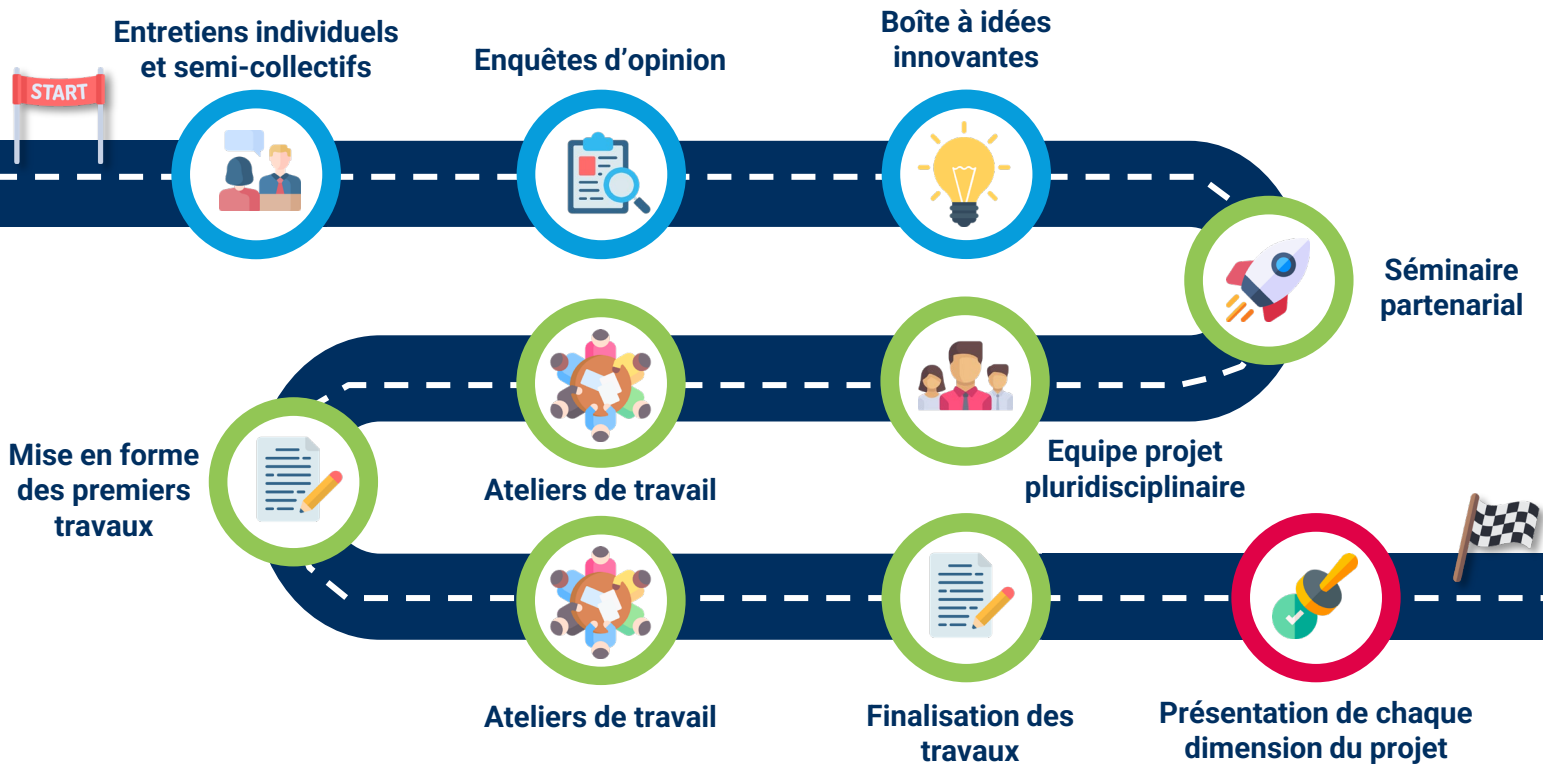 START
Entretiens individuels
et semi-collectifs
Enquêtes d’opinion
Boîte à idées
innovantes
Séminaire
partenarial
Equipe projet
pluridisciplinaire
Ateliers de travail
Mise en forme
des premiers
travaux
Ateliers de travail
Finalisation des
travaux
Présentation de chaque
dimension du projet